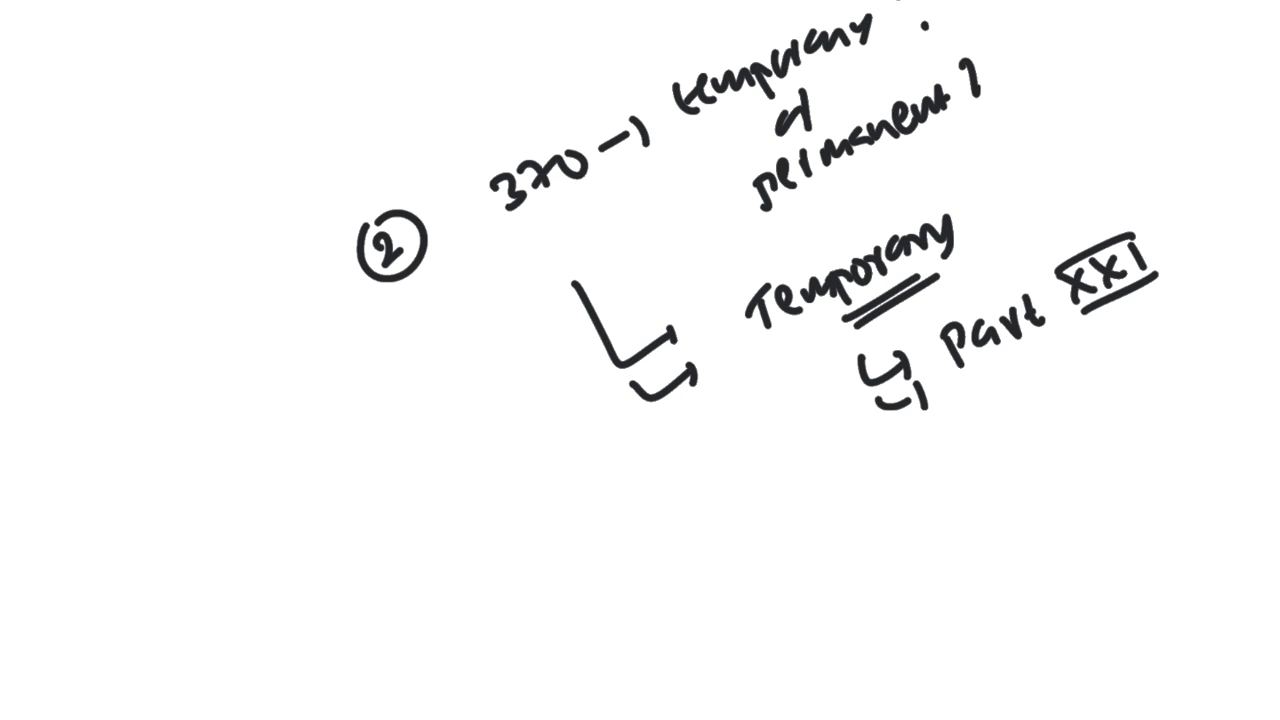 370 → temporary
or
permanent?
②
Temporary
↳ Part XXI